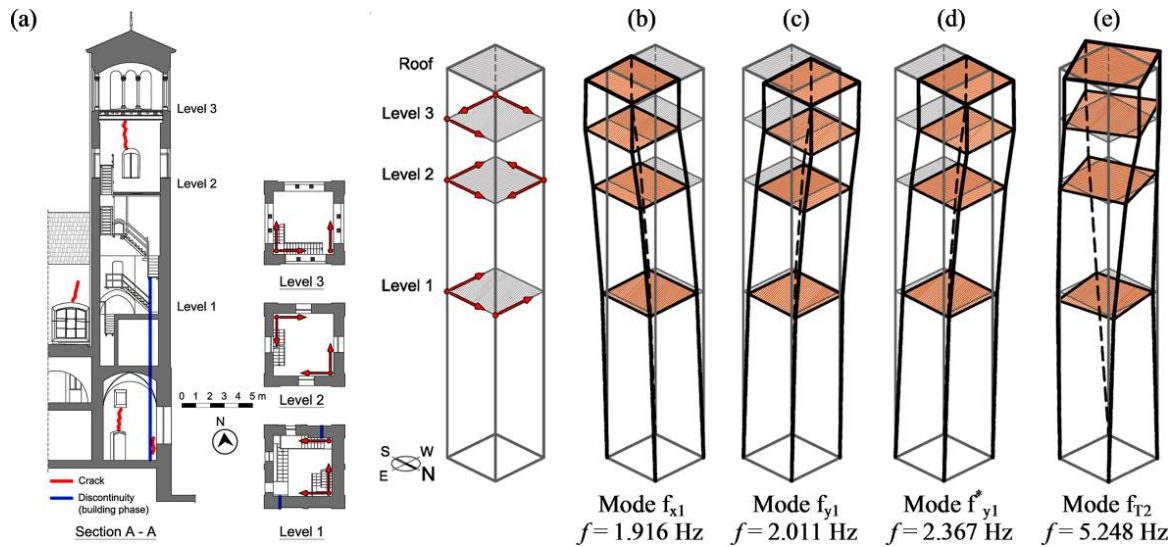 (a)
Level 3
Level 2
Level 1
0 1 2 3 4 5 m
N
Crack
Discontinuity
(building phase)
Section A - A
Level 3
Level 2
Level 1
Roof
Level 3
Level 2
Level 1
S W
E N
(b)
Mode fx1
f = 1.916 Hz
(c)
Mode fy1
f = 2.011 Hz
(d)
Mode f*y1
f = 2.367 Hz
(e)
Mode fT2
f = 5.248 Hz